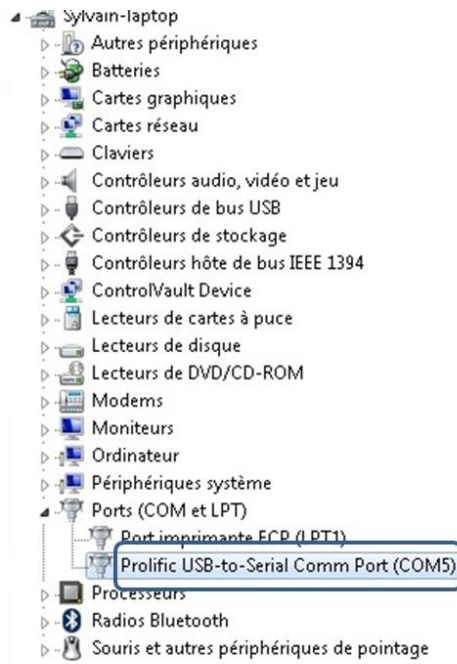 Sylvain-laptop
Autres périphériques
Batteries
Cartes graphiques
Cartes réseau
Claviers
Contrôleurs audio, vidéo et jeu
Contrôleurs de bus USB
Contrôleurs de stockage
Contrôleurs hôte de bus IEEE 1394
ControlVault Device
Lecteurs de cartes à puce
Lecteurs de disque
Lecteurs de DVD/CD-ROM
Modems
Moniteurs
Ordinateur
Périphériques système
Ports (COM et LPT)
Port imprimante ECP (LPT1)
Prolific USB-to-Serial Comm Port (COM5)
Processeurs
Radios Bluetooth
Souris et autres périphériques de pointage